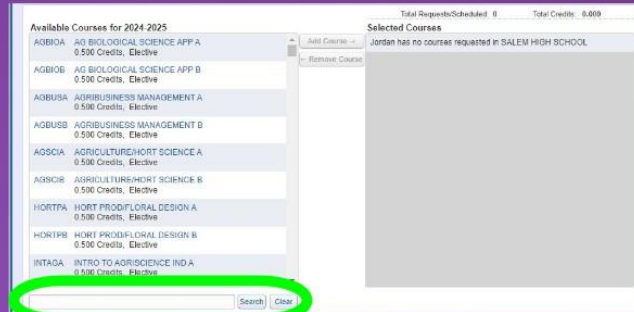 Total Requests/Scheduled: 0 Total Credits: 0.000
Available Courses for 2024-2025
Selected Courses
AGBIOA AG BIOLOGICAL SCIENCE APP A
0.500 Credits, Elective
Add Course →
Jordan has no courses requested in SALEM HIGH SCHOOL
← Remove Course
AGBIOB AG BIOLOGICAL SCIENCE APP B
0.500 Credits, Elective
AGBUSA AGRIBUSINESS MANAGEMENT A
0.500 Credits, Elective
AGBUSB AGRIBUSINESS MANAGEMENT B
0.500 Credits, Elective
AGSCIA AGRICULTURE/HORT SCIENCE A
0.500 Credits, Elective
AGSCIB AGRICULTURE/HORT SCIENCE B
0.500 Credits, Elective
HORTPA HORT PROD/FLORAL DESIGN A
0.500 Credits, Elective
HORTPB HORT PROD/FLORAL DESIGN B
0.500 Credits, Elective
INTAGA INTRO TO AGRISCIENCE IND A
0.500 Credits, Elective
Search Clear